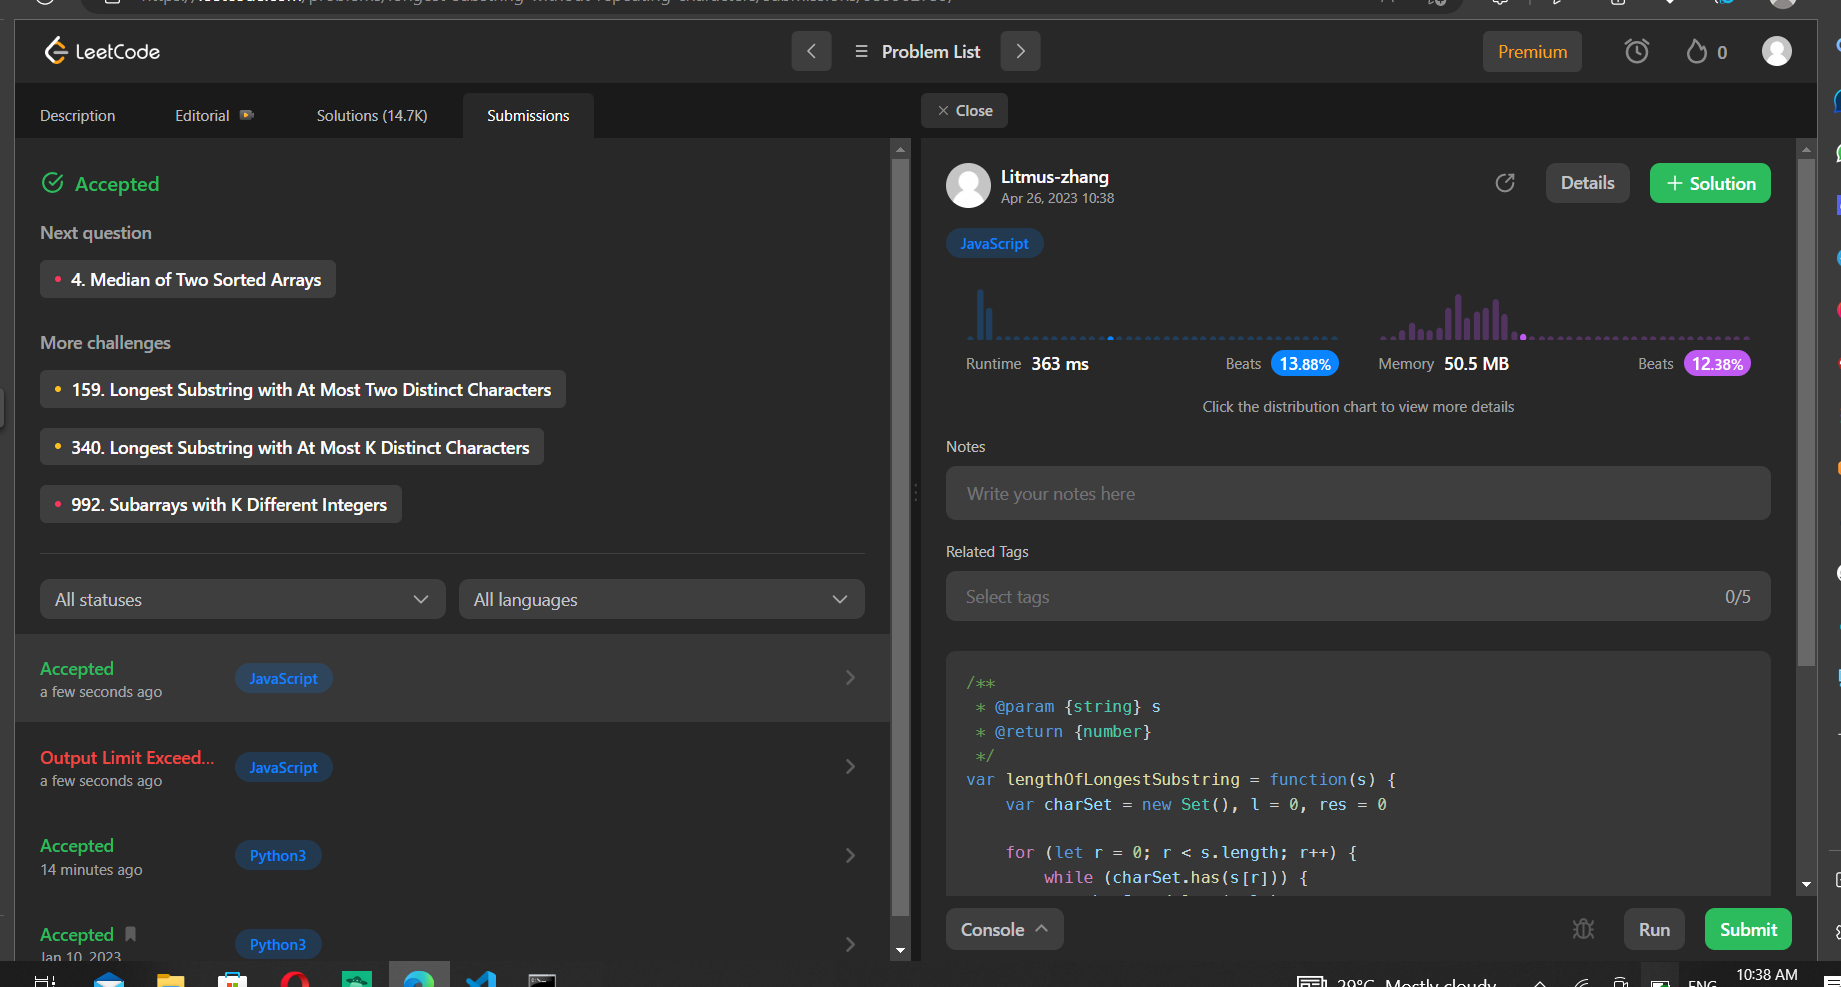 LeetCode
Problem List
Premium
0
Description
Editorial
Solutions (14.7K)
Submissions
Close
Accepted
Next question
4. Median of Two Sorted Arrays
More challenges
159. Longest Substring with At Most Two Distinct Characters
340. Longest Substring with At Most K Distinct Characters
992. Subarrays with K Different Integers
All statuses
All languages
Accepted
a few seconds ago
JavaScript
Output Limit Exceed...
a few seconds ago
JavaScript
Accepted
14 minutes ago
Python3
Accepted
Jan 10, 2023
Python3
Litmus-zhang
Apr 26, 2023 10:38
Details
+ Solution
JavaScript
Runtime 363 ms
Beats 13.88%
Memory 50.5 MB
Beats 12.38%
Click the distribution chart to view more details
Notes
Write your notes here
Related Tags
Select tags
0/5
/**
* @param {string} s
* @return {number}
*/
var lengthOfLongestSubstring = function(s) {
var charSet = new Set(), l = 0, res = 0
for (let r = 0; r < s.length; r++) {
while (charSet.has(s[r])) {
Console
Run
Submit
29°C Mostly cloudy
ENG
10:38 AM